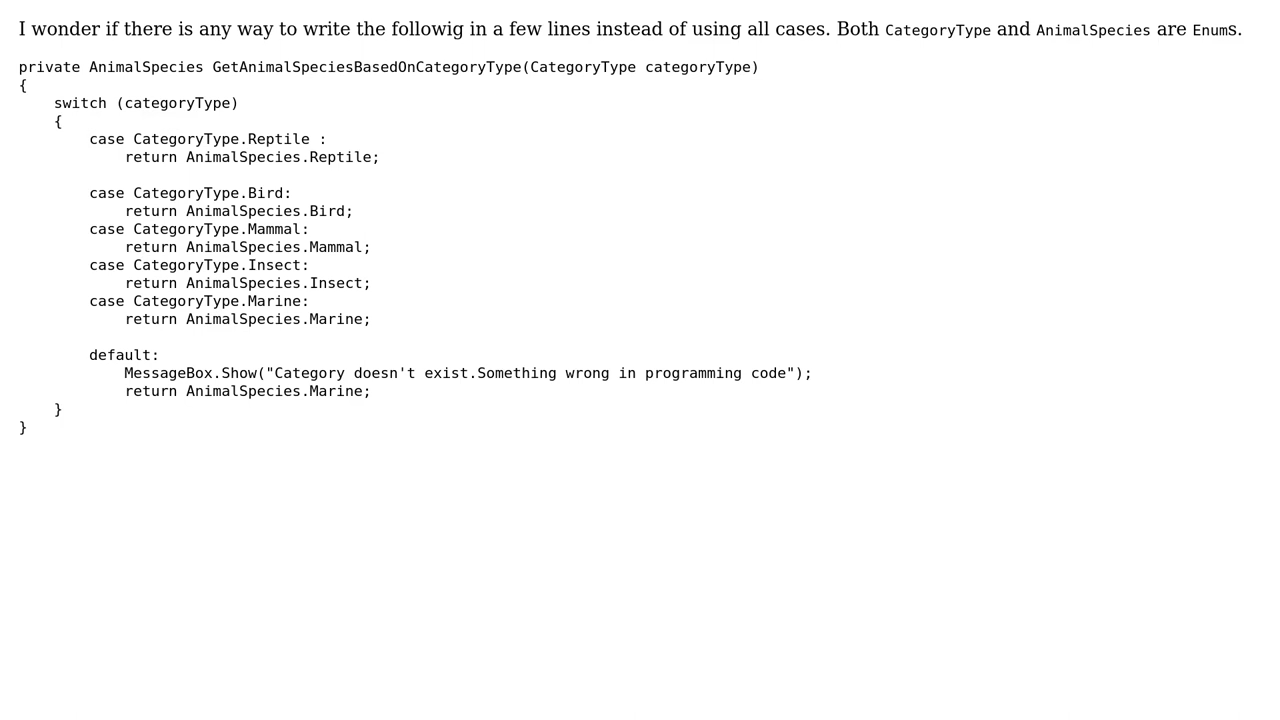 I wonder if there is any way to write the followig in a few lines instead of using all cases. Both CategoryType and AnimalSpecies are Enums.
private AnimalSpecies GetAnimalSpeciesBasedOnCategoryType(CategoryType categoryType)
{
    switch (categoryType)
    {
        case CategoryType.Reptile :
            return AnimalSpecies.Reptile;

        case CategoryType.Bird:
            return AnimalSpecies.Bird;
        case CategoryType.Mammal:
            return AnimalSpecies.Mammal;
        case CategoryType.Insect:
            return AnimalSpecies.Insect;
        case CategoryType.Marine:
            return AnimalSpecies.Marine;

        default:
            MessageBox.Show("Category doesn't exist.Something wrong in programming code");
            return AnimalSpecies.Marine;
    }
}